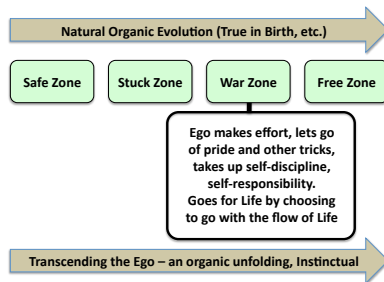 Natural Organic Evolution (True in Birth, etc.)
Safe Zone Stuck Zone War Zone Free Zone
Ego makes effort, lets go
of pride and other tricks,
takes up self-discipline,
self-responsibility.
Goes for Life by choosing
to go with the flow of Life
Transcending the Ego – an organic unfolding, Instinctual